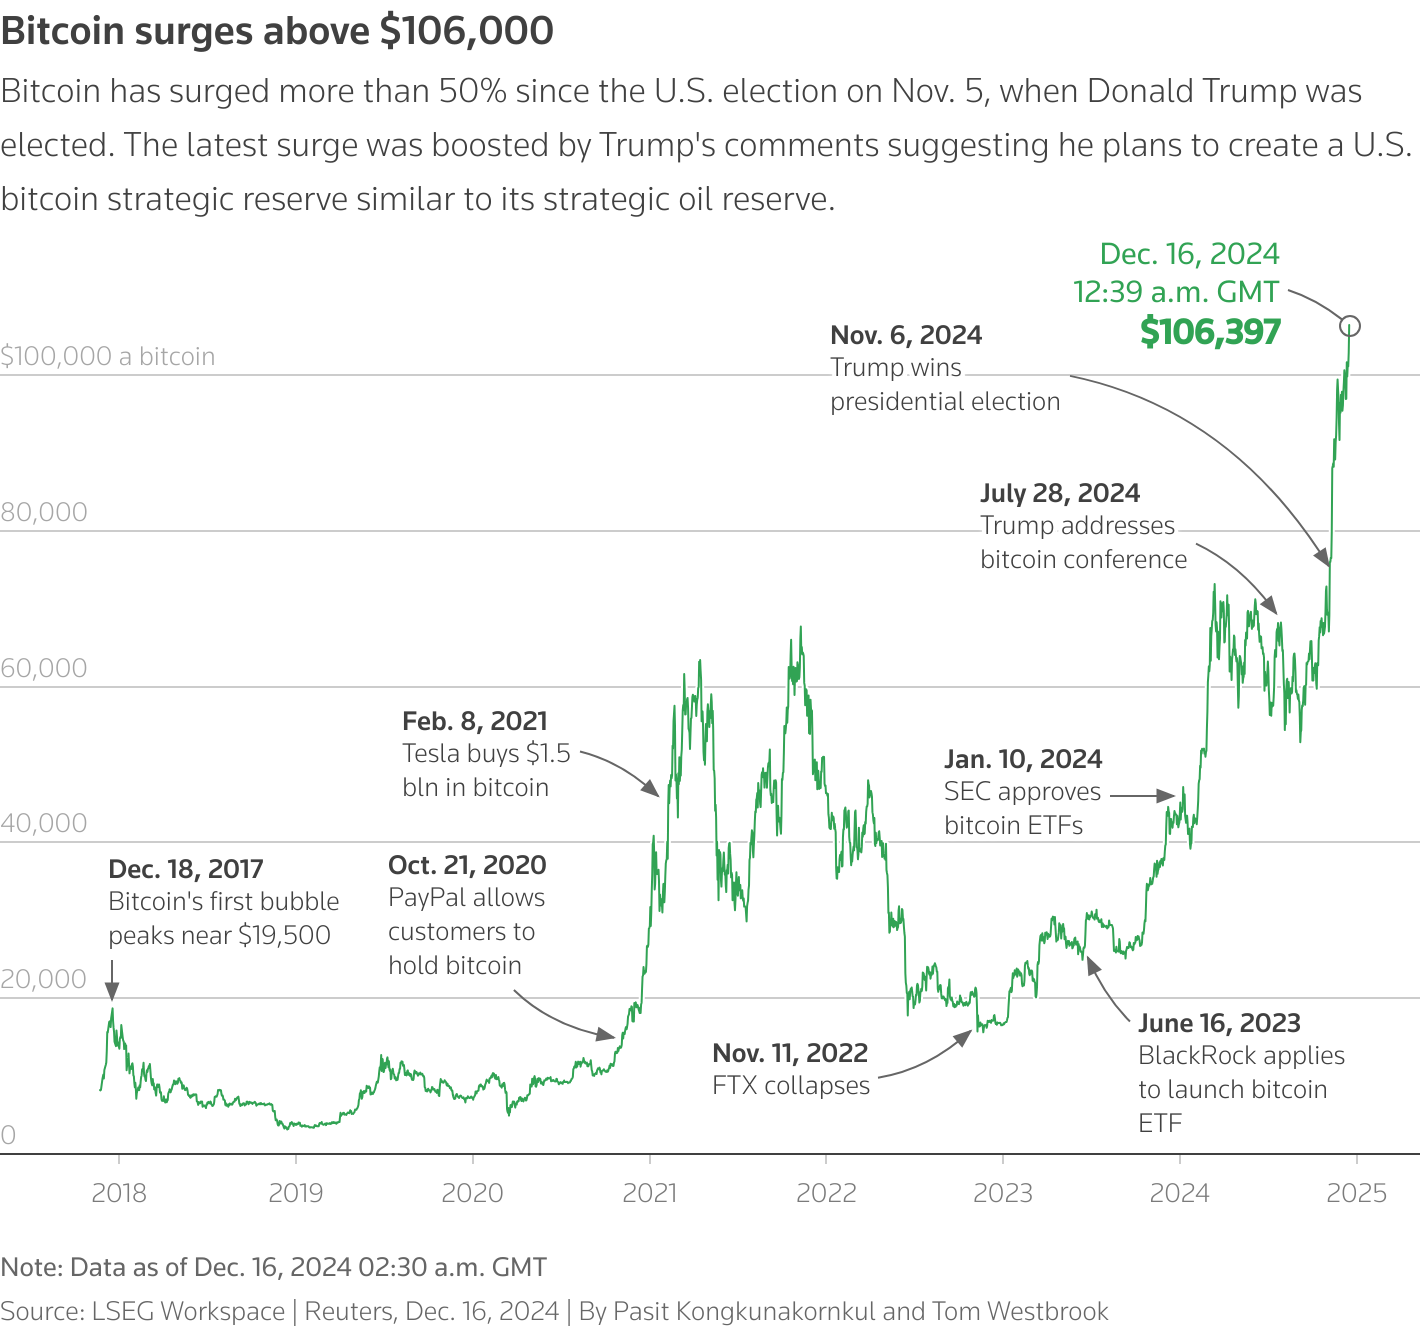 Bitcoin surges above $106,000
Bitcoin has surged more than 50% since the U.S. election on Nov. 5, when Donald Trump was
elected. The latest surge was boosted by Trump's comments suggesting he plans to create a U.S.
bitcoin strategic reserve similar to its strategic oil reserve.
Dec. 16, 2024
12:39 a.m. GMT
$106,397
Nov. 6, 2024
Trump wins
presidential election
$100,000 a bitcoin
July 28, 2024
Trump addresses
bitcoin conference
80,000
60,000
Feb. 8, 2021
Tesla buys $1.5
bln in bitcoin
Jan. 10, 2024
SEC approves
bitcoin ETFs
40,000
Dec. 18, 2017
Bitcoin's first bubble
peaks near $19,500
Oct. 21, 2020
PayPal allows
customers to
hold bitcoin
20,000
Nov. 11, 2022
FTX collapses
June 16, 2023
BlackRock applies
to launch bitcoin
ETF
0
2018 2019 2020 2021 2022 2023 2024 2025
Note: Data as of Dec. 16, 2024 02:30 a.m. GMT
Source: LSEG Workspace | Reuters, Dec. 16, 2024 | By Pasit Kongkunakornkul and Tom Westbrook